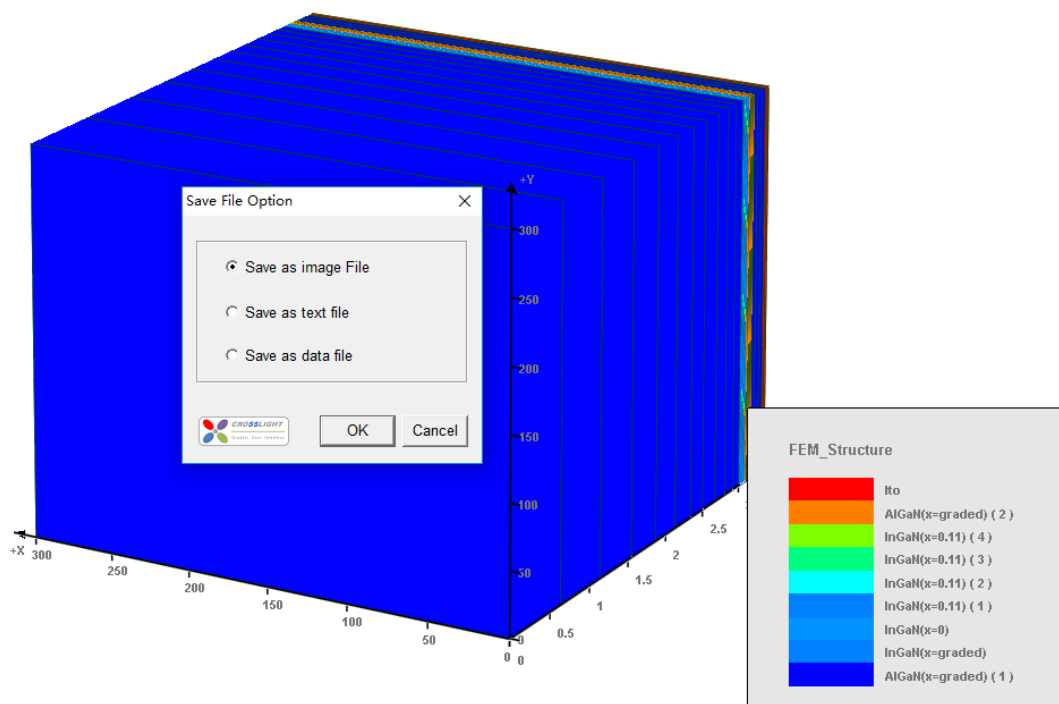 +Y
Save File Option
Save as image File
Save as text file
Save as data file
CROSSLIGHT
Graphic User Interface
OK
Cancel
300
250
200
150
100
50
0
+X
300
250
200
150
100
50
0
0
0.5
1
1.5
2
2.5
FEM_Structure
Ito
AlGaN(x=graded) ( 2 )
InGaN(x=0.11) ( 4 )
InGaN(x=0.11) ( 3 )
InGaN(x=0.11) ( 2 )
InGaN(x=0.11) ( 1 )
InGaN(x=0)
InGaN(x=graded)
AlGaN(x=graded) ( 1 )